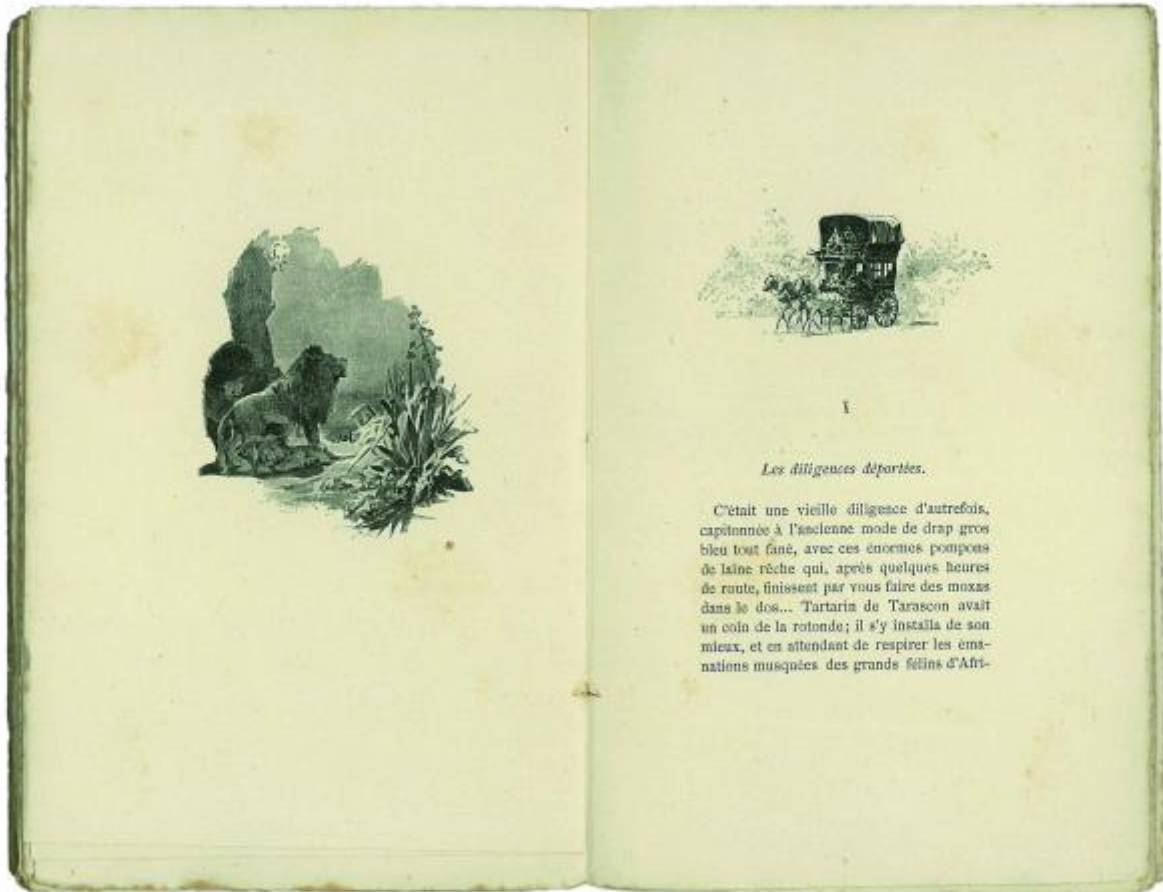 I
Les diligences déportées.
C'était une vieille diligence d'autrefois,
capitonnée à l'ancienne mode de drap gros
bleu tout fané, avec ces énormes pompons
de laine rêche qui, après quelques heures
de route, finissent par vous faire des moxas
dans le dos... Tartarin de Tarascon avait
un coin de la rotonde; il s'y installa de son
mieux, et en attendant de respirer les éma-
nations musquées des grands félins d'Afri-